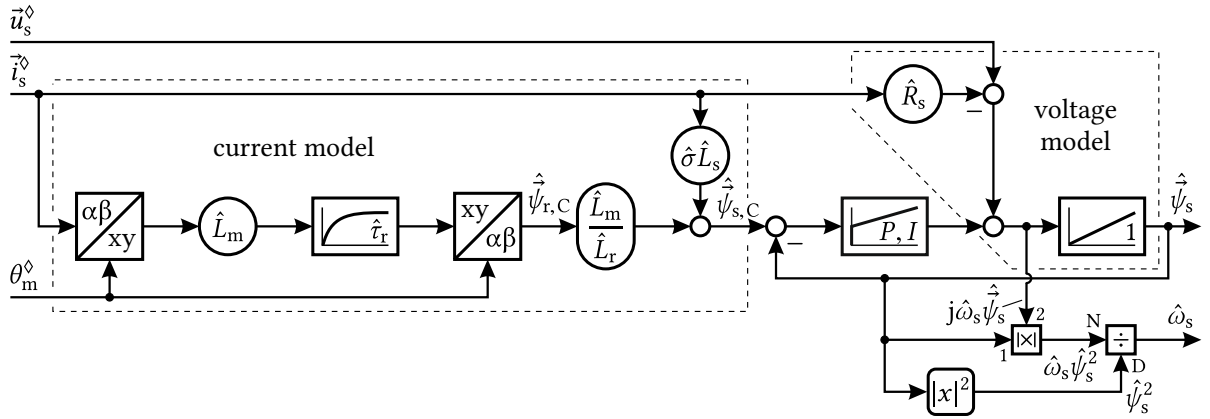 u⃗ₛ^◊
i⃗ₛ^◊
R̂ₛ
−
voltage
model
current model
σ̂L̂ₛ
αβ
xy
L̂ₘ
τ̂ᵣ
xy
αβ
ψ̂⃗ᵣ,C
L̂ₘ
L̂ᵣ
ψ̂⃗ₛ,C
−
P, I
1
ψ̂⃗ₛ
θₘ^◊
jω̂ₛψ̂⃗ₛ
2
|×|
1
N
÷
D
ω̂ₛ
ω̂ₛψ̂ₛ²
|x|²
ψ̂ₛ²